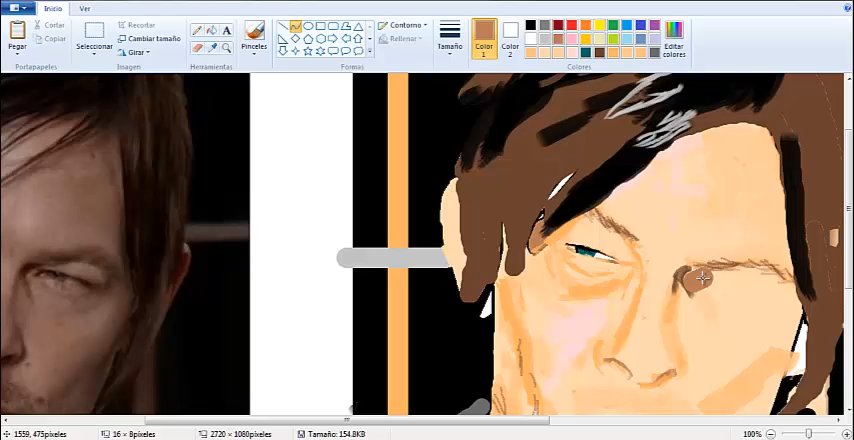 Inicio Ver
Pegar
Cortar
Copiar
Portapapeles
Seleccionar
Recortar
Cambiar tamaño
Girar
Imagen
A
Herramientas
Pinceles
Contorno
Rellenar
Formas
Tamaño
Color 1
Color 2
Editar colores
Colores
1559, 475píxeles
16 × 8píxeles
2720 × 1080píxeles
Tamaño: 154.8KB
100%